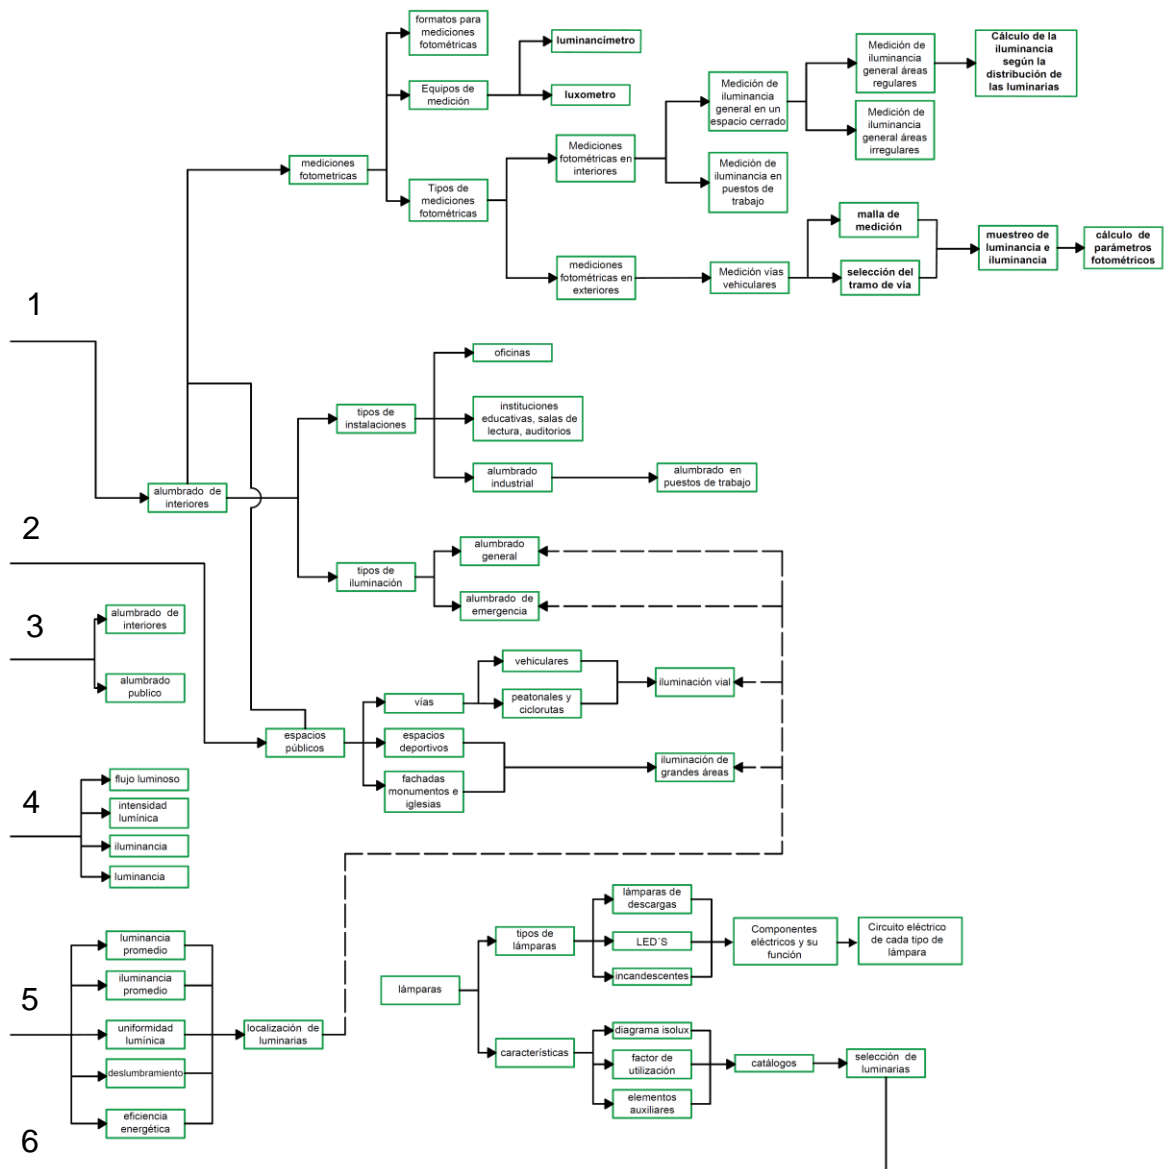 formatos para
mediciones
fotométricas
luminancímetro
Equipos de
medición
luxometro
Medición de
iluminancia
general en un
espacio cerrado
Medición de
iluminancia
general áreas
regulares
Cálculo de la
iluminancia
según la
distribución de
las luminarias
Medición de
iluminancia
general áreas
irregulares
mediciones
fotometricas
Mediciones
fotométricas en
interiores
Medición de
iluminancia en
puestos de
trabajo
Tipos de
mediciones
fotométricas
malla de
medición
muestreo de
luminancia e
iluminancia
cálculo de
parámetros
fotométricos
mediciones
fotométricas en
exteriores
Medición vías
vehiculares
selección del
tramo de vía
1
oficinas
tipos de
instalaciones
instituciones
educativas, salas de
lectura, auditorios
alumbrado
industrial
alumbrado en
puestos de trabajo
alumbrado de
interiores
2
alumbrado
general
tipos de
iluminación
alumbrado de
emergencia
3
alumbrado de
interiores
alumbrado
publico
vehiculares
vías
peatonales y
ciclorutas
iluminación vial
espacios
públicos
espacios
deportivos
fachadas
monumentos e
iglesias
iluminación de
grandes áreas
4
flujo luminoso
intensidad
lumínica
iluminancia
luminancia
5
luminancia
promedio
iluminancia
promedio
uniformidad
lumínica
deslumbramiento
eficiencia
energética
localización de
luminarias
lámparas
tipos de
lámparas
lámparas de
descargas
LED´S
incandescentes
Componentes
eléctricos y su
función
Circuito eléctrico
de cada tipo de
lámpara
características
diagrama isolux
factor de
utilización
elementos
auxiliares
catálogos
selección de
luminarias
6